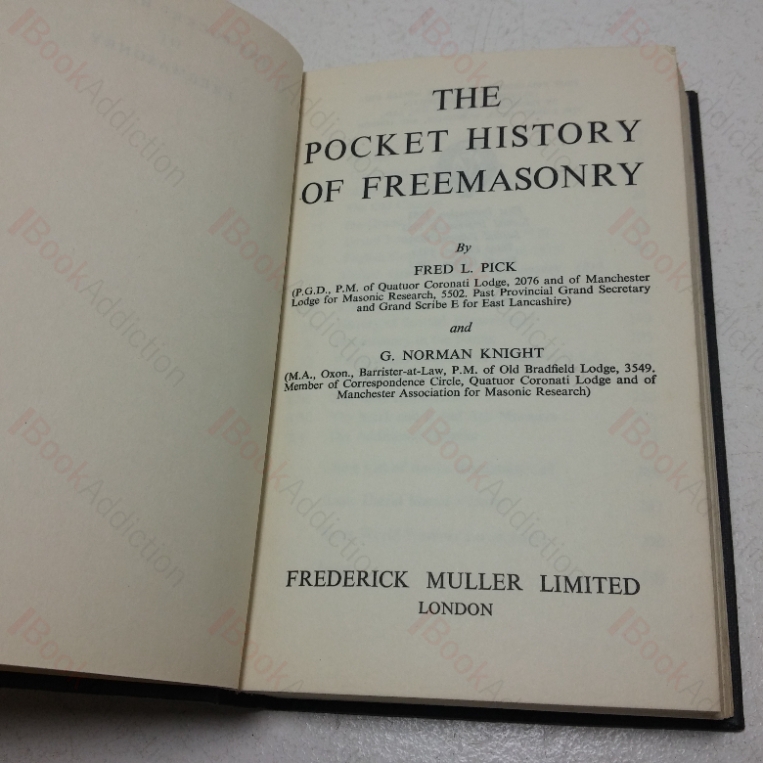 THE
POCKET HISTORY
OF FREEMASONRY
By
FRED L. PICK
(P.G.D., P.M. of Quatuor Coronati Lodge, 2076 and of Manchester
Lodge for Masonic Research, 5502. Past Provincial Grand Secretary
and Grand Scribe E for East Lancashire)
and
G. NORMAN KNIGHT
(M.A., Oxon., Barrister-at-Law, P.M. of Old Bradfield Lodge, 3549.
Member of Correspondence Circle, Quatuor Coronati Lodge and of
Manchester Association for Masonic Research)
FREDERICK MULLER LIMITED
LONDON
BookAddiction